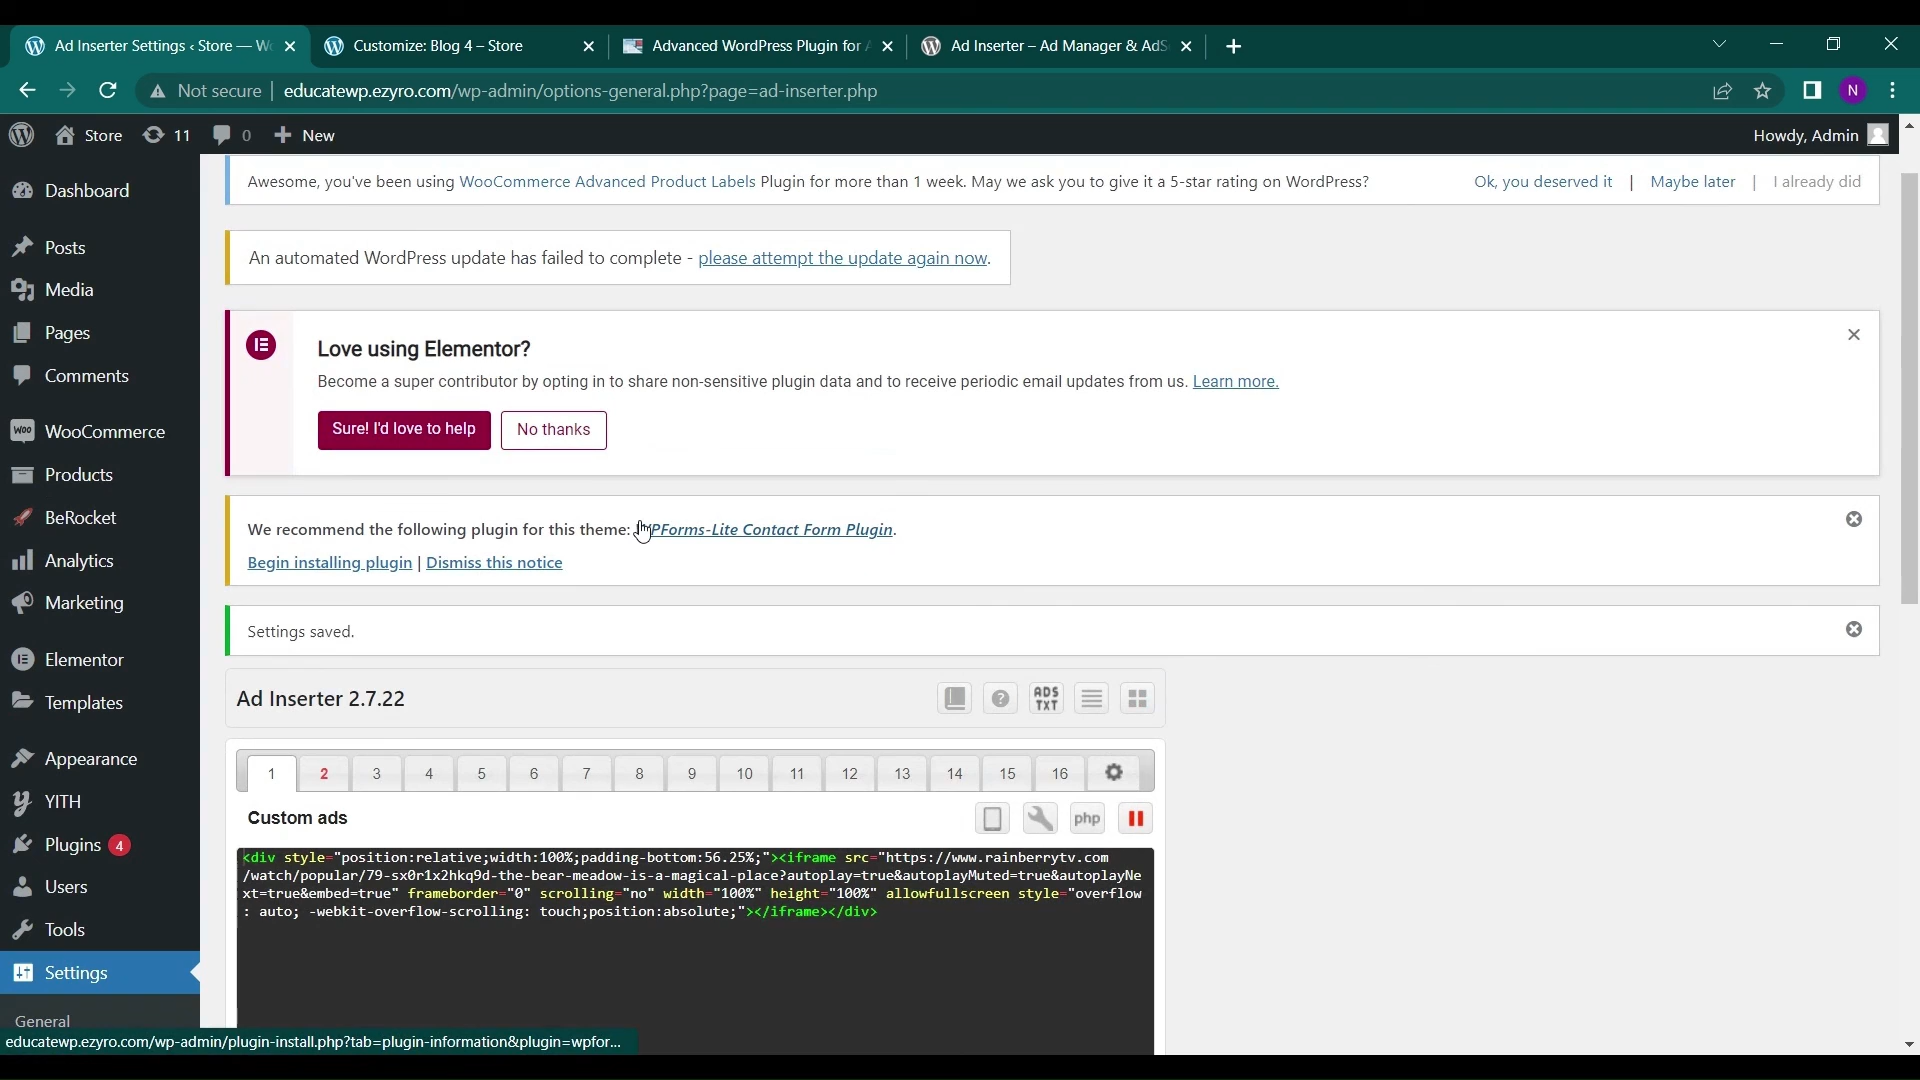 Ad Inserter Settings ‹ Store — W
Customize: Blog 4 – Store
Advanced WordPress Plugin for
Ad Inserter – Ad Manager & AdS
Not secure
educatewp.ezyro.com/wp-admin/options-general.php?page=ad-inserter.php
N
Store
11
0
New
Howdy, Admin
Dashboard
Posts
Media
Pages
Comments
WooCommerce
Products
BeRocket
Analytics
Marketing
Elementor
Templates
Appearance
YITH
Plugins 4
Users
Tools
Settings
General
Awesome, you've been using WooCommerce Advanced Product Labels Plugin for more than 1 week. May we ask you to give it a 5-star rating on WordPress?
Ok, you deserved it | Maybe later | I already did
An automated WordPress update has failed to complete - please attempt the update again now.
Love using Elementor?
Become a super contributor by opting in to share non-sensitive plugin data and to receive periodic email updates from us. Learn more.
Sure! I'd love to help
No thanks
We recommend the following plugin for this theme: WPForms-Lite Contact Form Plugin.
Begin installing plugin | Dismiss this notice
Settings saved.
Ad Inserter 2.7.22
ADS
TXT
1 2 3 4 5 6 7 8 9 10 11 12 13 14 15 16
Custom ads
php
<div style="position:relative;width:100%;padding-bottom:56.25%;"><iframe src="https://www.rainberrytv.com
/watch/popular/79-sx0r1x2hkq9d-the-bear-meadow-is-a-magical-place?autoplay=true&autoplayMuted=true&autoplayNe
xt=true&embed=true" frameborder="0" scrolling="no" width="100%" height="100%" allowfullscreen style="overflow
: auto; -webkit-overflow-scrolling: touch;position:absolute;"></iframe></div>
educatewp.ezyro.com/wp-admin/plugin-install.php?tab=plugin-information&plugin=wpfor...